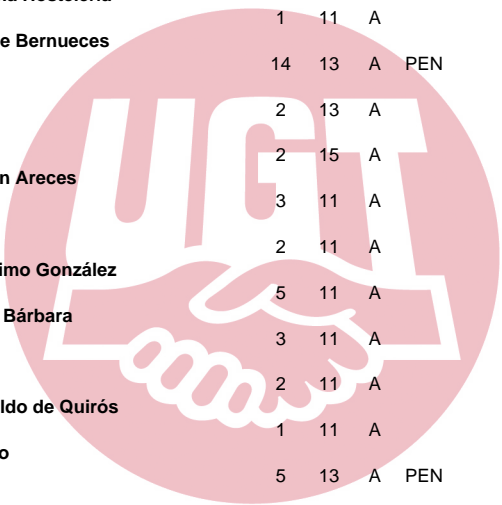 Hostelería
1 11 A
e Bernueces
14 13 A PEN
2 13 A
2 15 A
n Areces
3 11 A
2 11 A
imo González
5 11 A
Bárbara
3 11 A
2 11 A
ldo de Quirós
1 11 A
o
5 13 A PEN
UGT